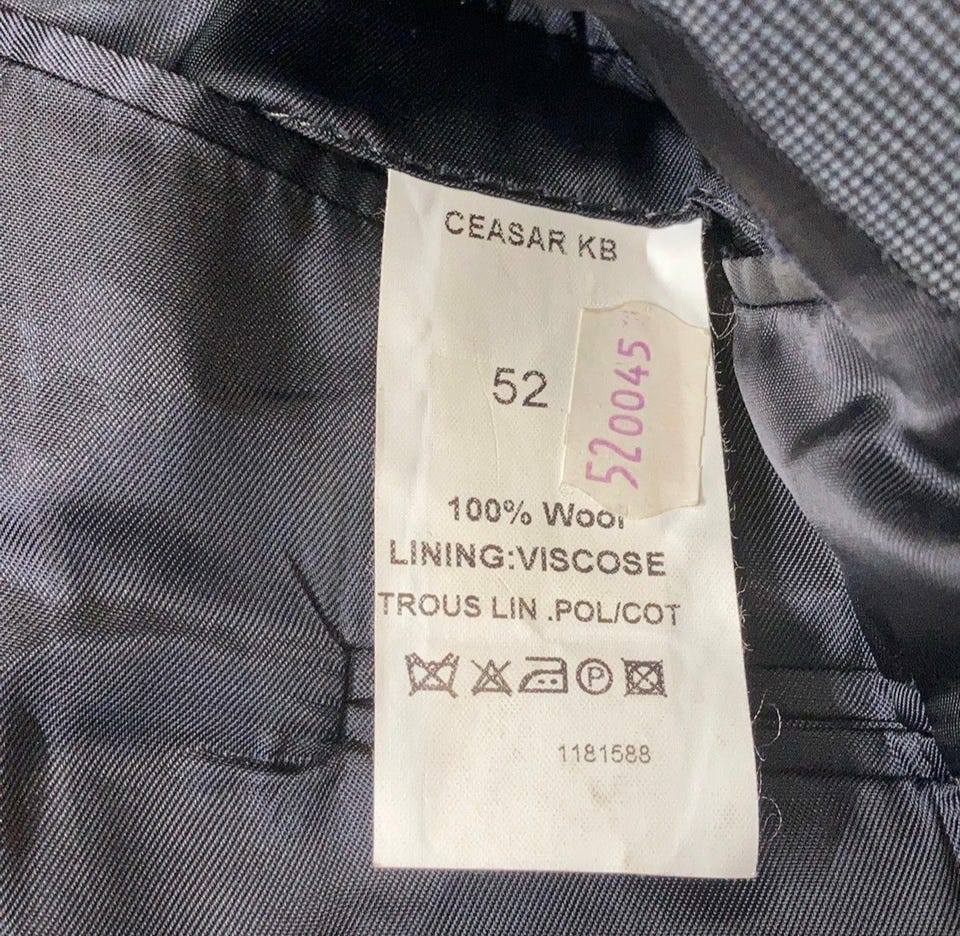 CEASAR KB
52
520045
100% Wool
LINING:VISCOSE
TROUS LIN .POL/COT
P
1181588